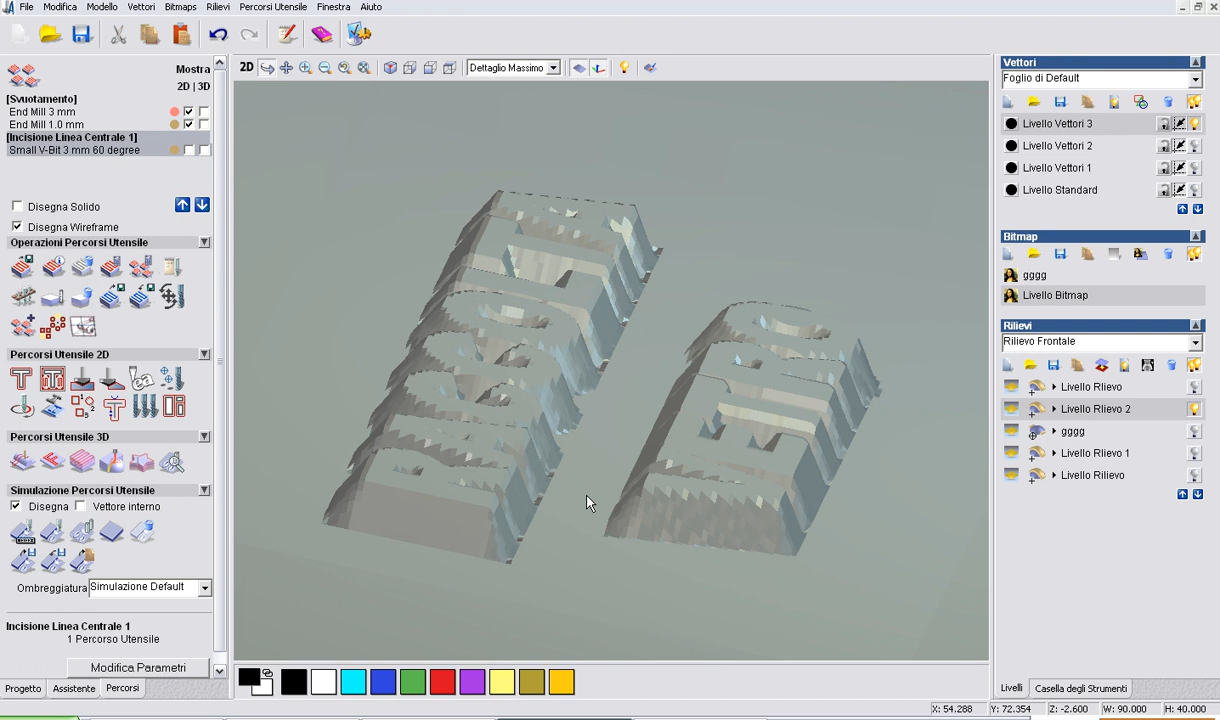 File Modifica Modello Vettori Bitmaps Rilievi Percorsi Utensile Finestra Aiuto
2D
Dettaglio Massimo
Mostra
2D | 3D
[Svuotamento]
End Mill 3 mm
End Mill 1.0 mm
[Incisione Linea Centrale 1]
Small V-Bit 3 mm 60 degree
Disegna Solido
Disegna Wireframe
Operazioni Percorsi Utensile
Percorsi Utensile 2D
Percorsi Utensile 3D
Simulazione Percorsi Utensile
Disegna
Vettore interno
Ombreggiatura
Simulazione Default
Incisione Linea Centrale 1
1 Percorso Utensile
Modifica Parametri
Progetto Assistente Percorsi
Vettori
Foglio di Default
Livello Vettori 3
Livello Vettori 2
Livello Vettori 1
Livello Standard
Bitmap
gggg
Livello Bitmap
Rilievi
Rilievo Frontale
Livello Rlievo
Livello Rlievo 2
gggg
Livello Rlievo 1
Livello Rlievo
Livelli Casella degli Strumenti
X: 54.288 Y: 72.354 Z: -2.600 W: 90.000 H: 40.000